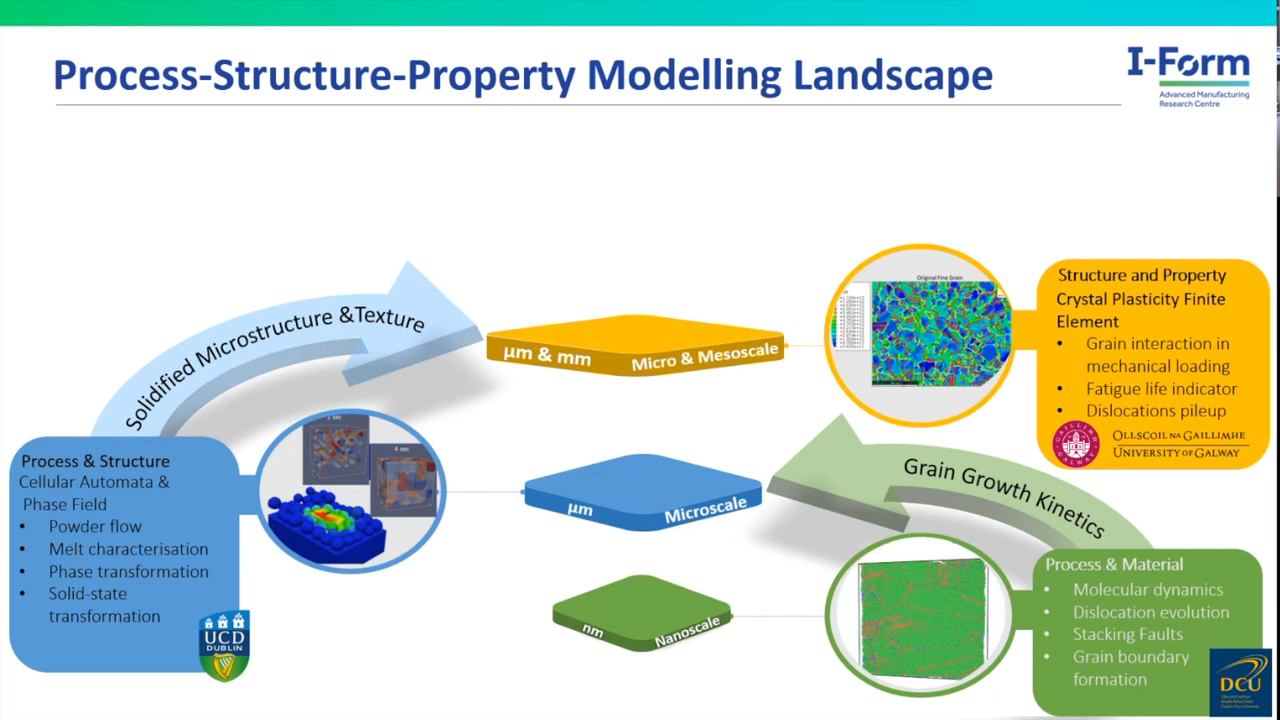 Process-Structure-Property Modelling Landscape
I-Form
Advanced Manufacturing
Research Centre
Solidified Microstructure &Texture
µm & mm
Micro & Mesoscale
Original Fine Grain
Structure and Property
Crystal Plasticity Finite
Element
• Grain interaction in
mechanical loading
• Fatigue life indicator
• Dislocations pileup
OLLSCOIL NA GAILLIMHE
UNIVERSITY OF GALWAY
Process & Structure
Cellular Automata &
Phase Field
• Powder flow
• Melt characterisation
• Phase transformation
• Solid-state
transformation
UCD
DUBLIN
4 sec
µm
Microscale
Grain Growth Kinetics
nm
Nanoscale
Process & Material
• Molecular dynamics
• Dislocation evolution
• Stacking Faults
• Grain boundary
formation
DCU